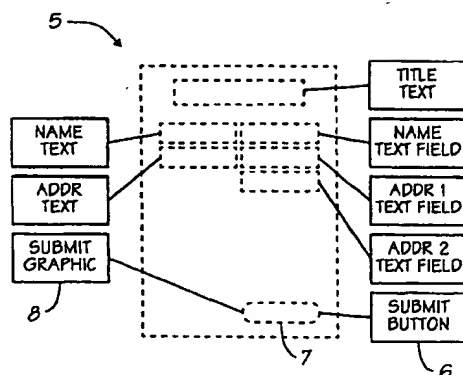 5
TITLE
TEXT
NAME
TEXT
NAME
TEXT FIELD
ADDR
TEXT
ADDR 1
TEXT FIELD
SUBMIT
GRAPHIC
ADDR 2
TEXT FIELD
8
7
SUBMIT
BUTTON
6